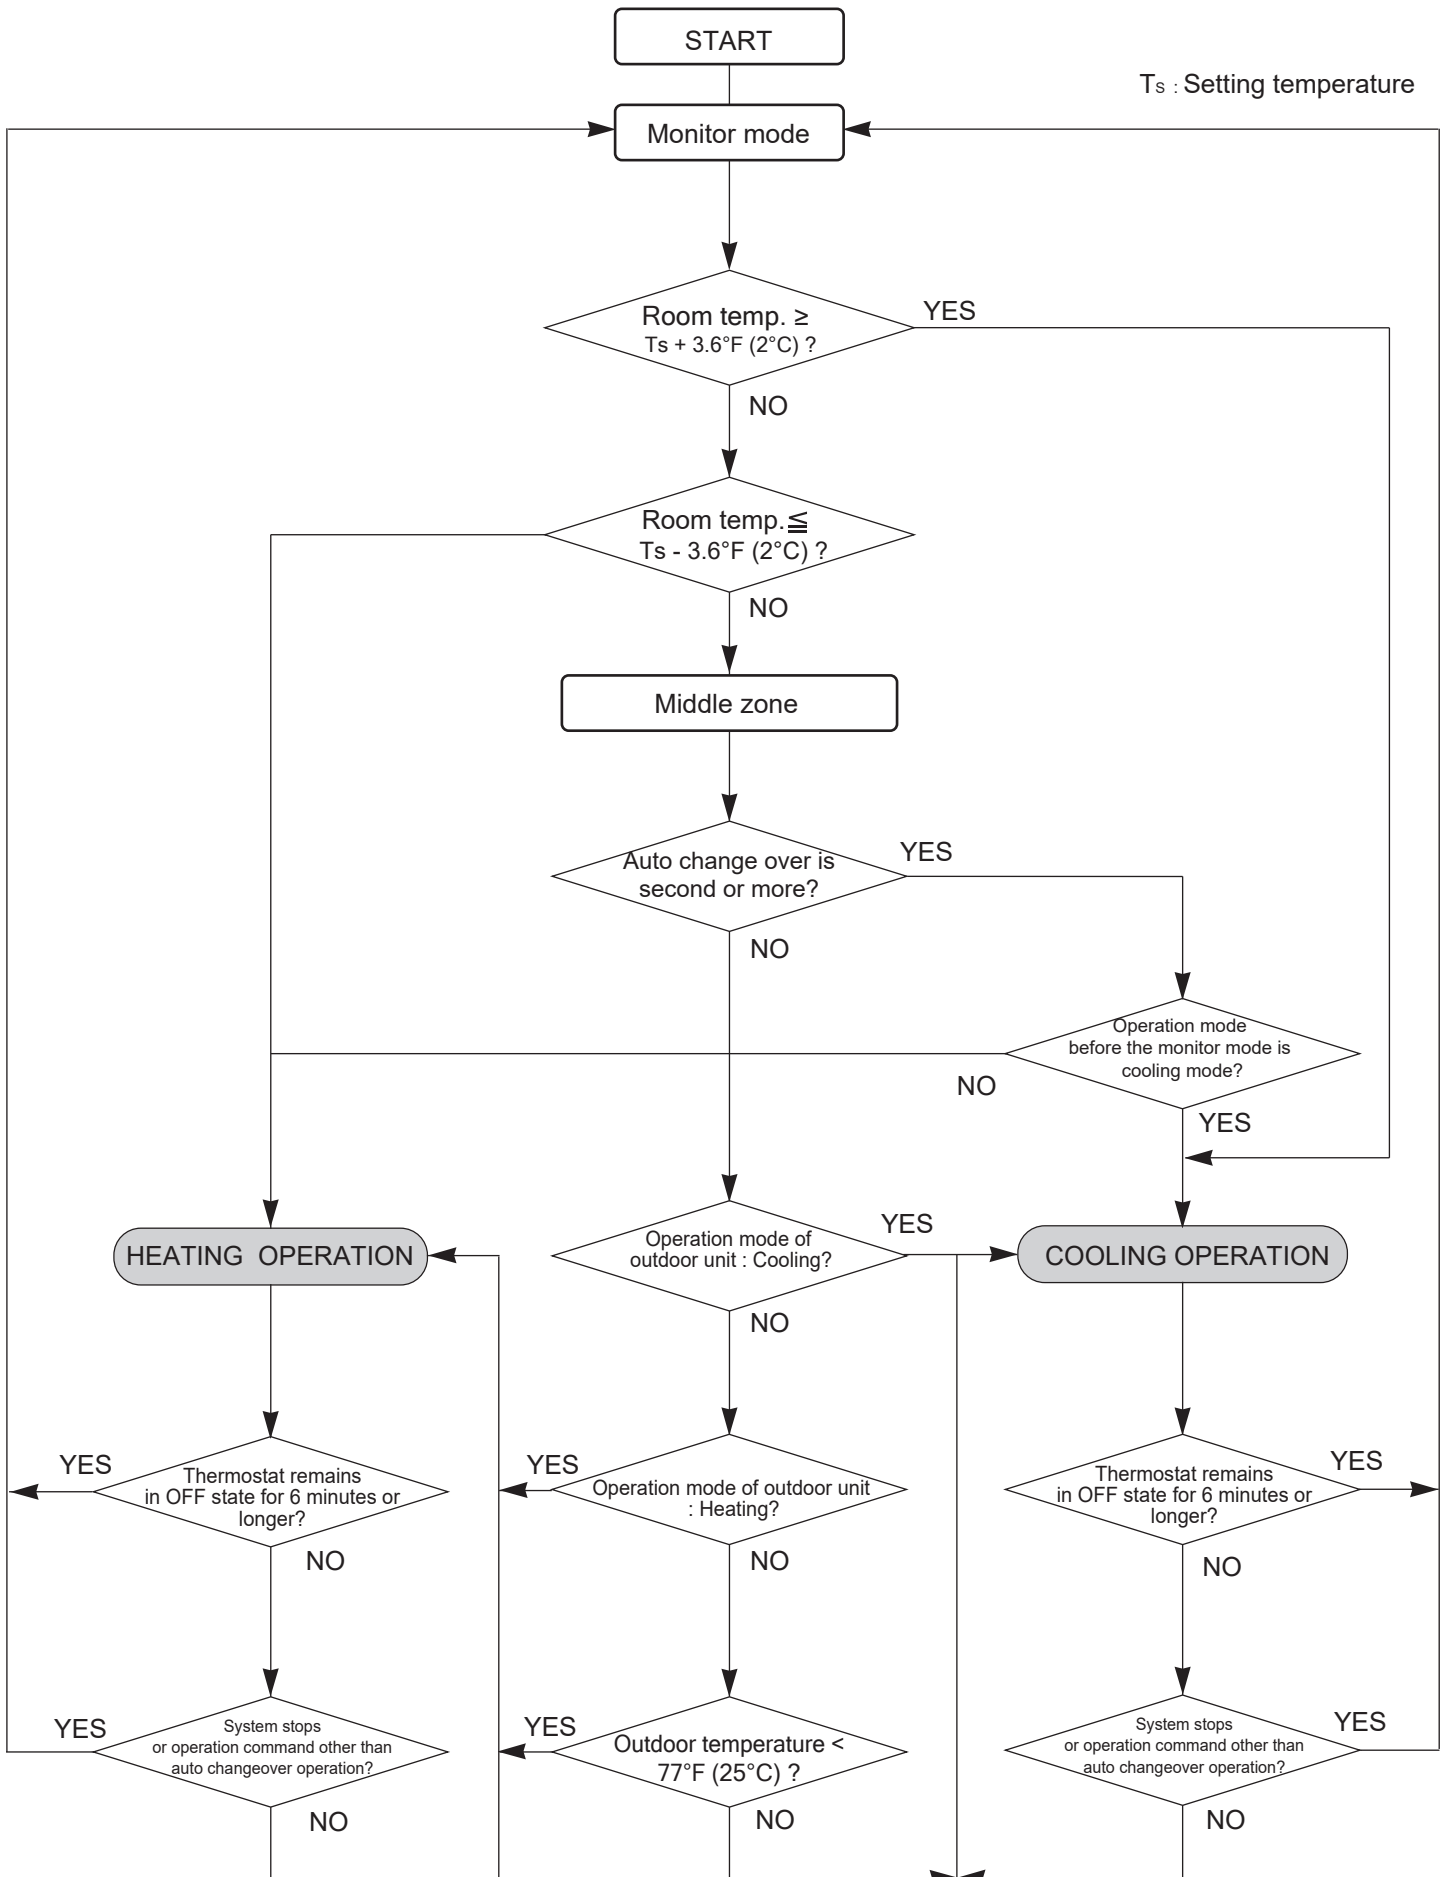 START
Ts : Setting temperature
Monitor mode
Room temp. ≥
Ts + 3.6°F (2°C) ?
YES
NO
Room temp.≦
Ts - 3.6°F (2°C) ?
NO
Middle zone
Auto change over is
second or more?
YES
NO
Operation mode
before the monitor mode is
cooling mode?
NO
YES
HEATING OPERATION
Operation mode of
outdoor unit : Cooling?
YES
NO
COOLING OPERATION
YES
Thermostat remains
in OFF state for 6 minutes or
longer?
NO
YES
Operation mode of outdoor unit
: Heating?
NO
Thermostat remains
in OFF state for 6 minutes or
longer?
YES
NO
YES
System stops
or operation command other than
auto changeover operation?
NO
YES
Outdoor temperature <
77°F (25°C) ?
NO
System stops
or operation command other than
auto changeover operation?
YES
NO